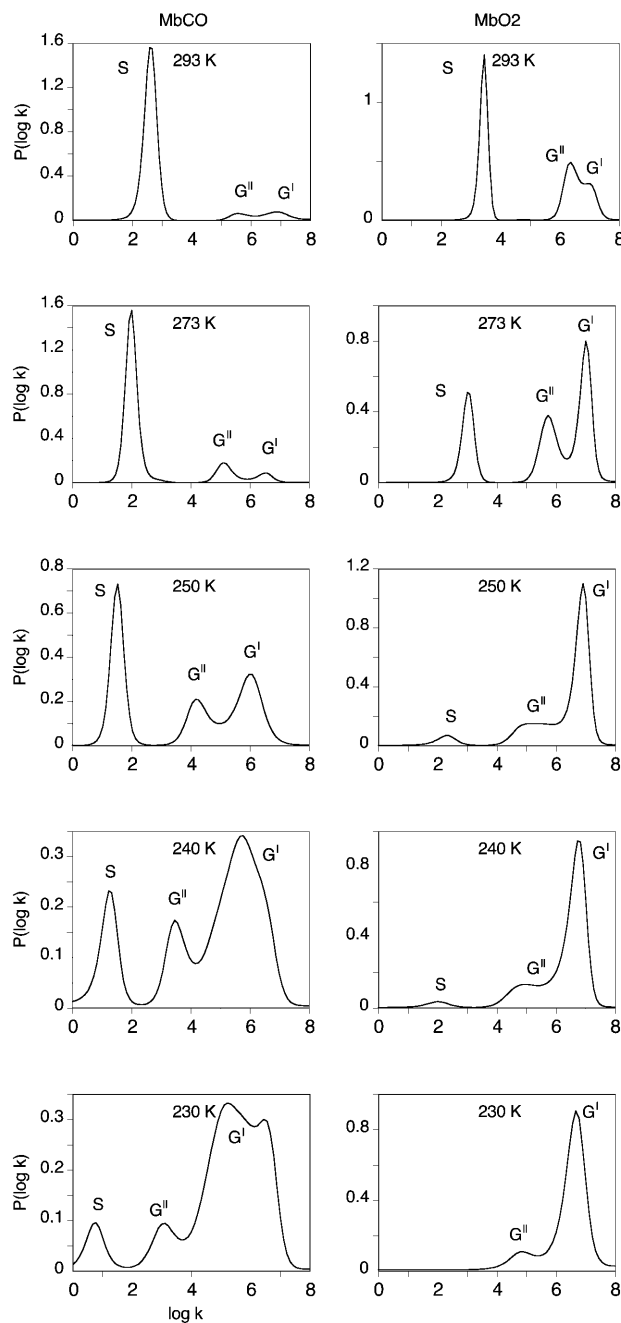 MbCO
MbO2
1.6
1.2
0.8
0.4
0
P(log k)
S
293 K
G^II
G^I
0 2 4 6 8
1
0
S
293 K
G^II
G^I
0 2 4 6 8
1.6
1.2
0.8
0.4
0
P(log k)
S
273 K
G^II
G^I
0 2 4 6 8
0.8
0.4
0
S
273 K
G^II
G^I
0 2 4 6 8
0.8
0.6
0.4
0.2
0
P(log k)
S
250 K
G^II
G^I
0 2 4 6 8
1.2
0.8
0.4
0
S
250 K
G^II
G^I
0 2 4 6 8
0.3
0.2
0.1
0
P(log k)
S
240 K
G^II
G^I
0 2 4 6 8
0.8
0.4
0
S
240 K
G^II
G^I
0 2 4 6 8
0.3
0.2
0.1
0
P(log k)
S
230 K
G^II
G^I
0 2 4 6 8
log k
0.8
0.4
0
230 K
G^II
G^I
0 2 4 6 8